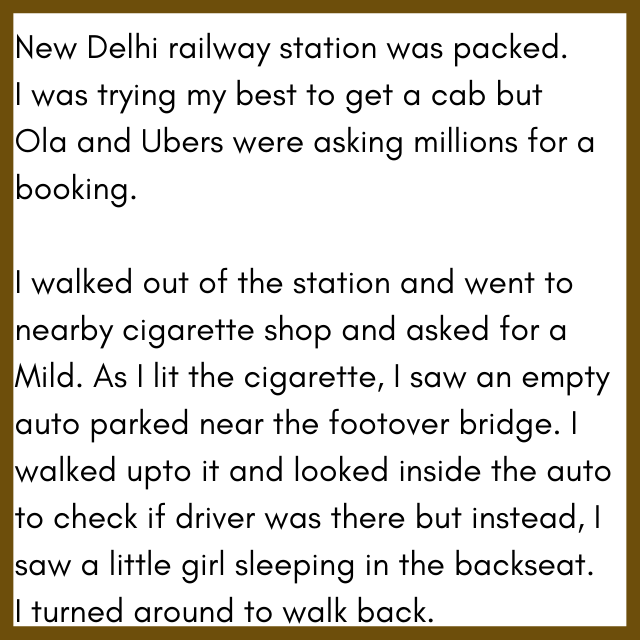 New Delhi railway station was packed.
I was trying my best to get a cab but
Ola and Ubers were asking millions for a
booking.
I walked out of the station and went to
nearby cigarette shop and asked for a
Mild. As I lit the cigarette, I saw an empty
auto parked near the footover bridge. I
walked upto it and looked inside the auto
to check if driver was there but instead, I
saw a little girl sleeping in the backseat.
I turned around to walk back.